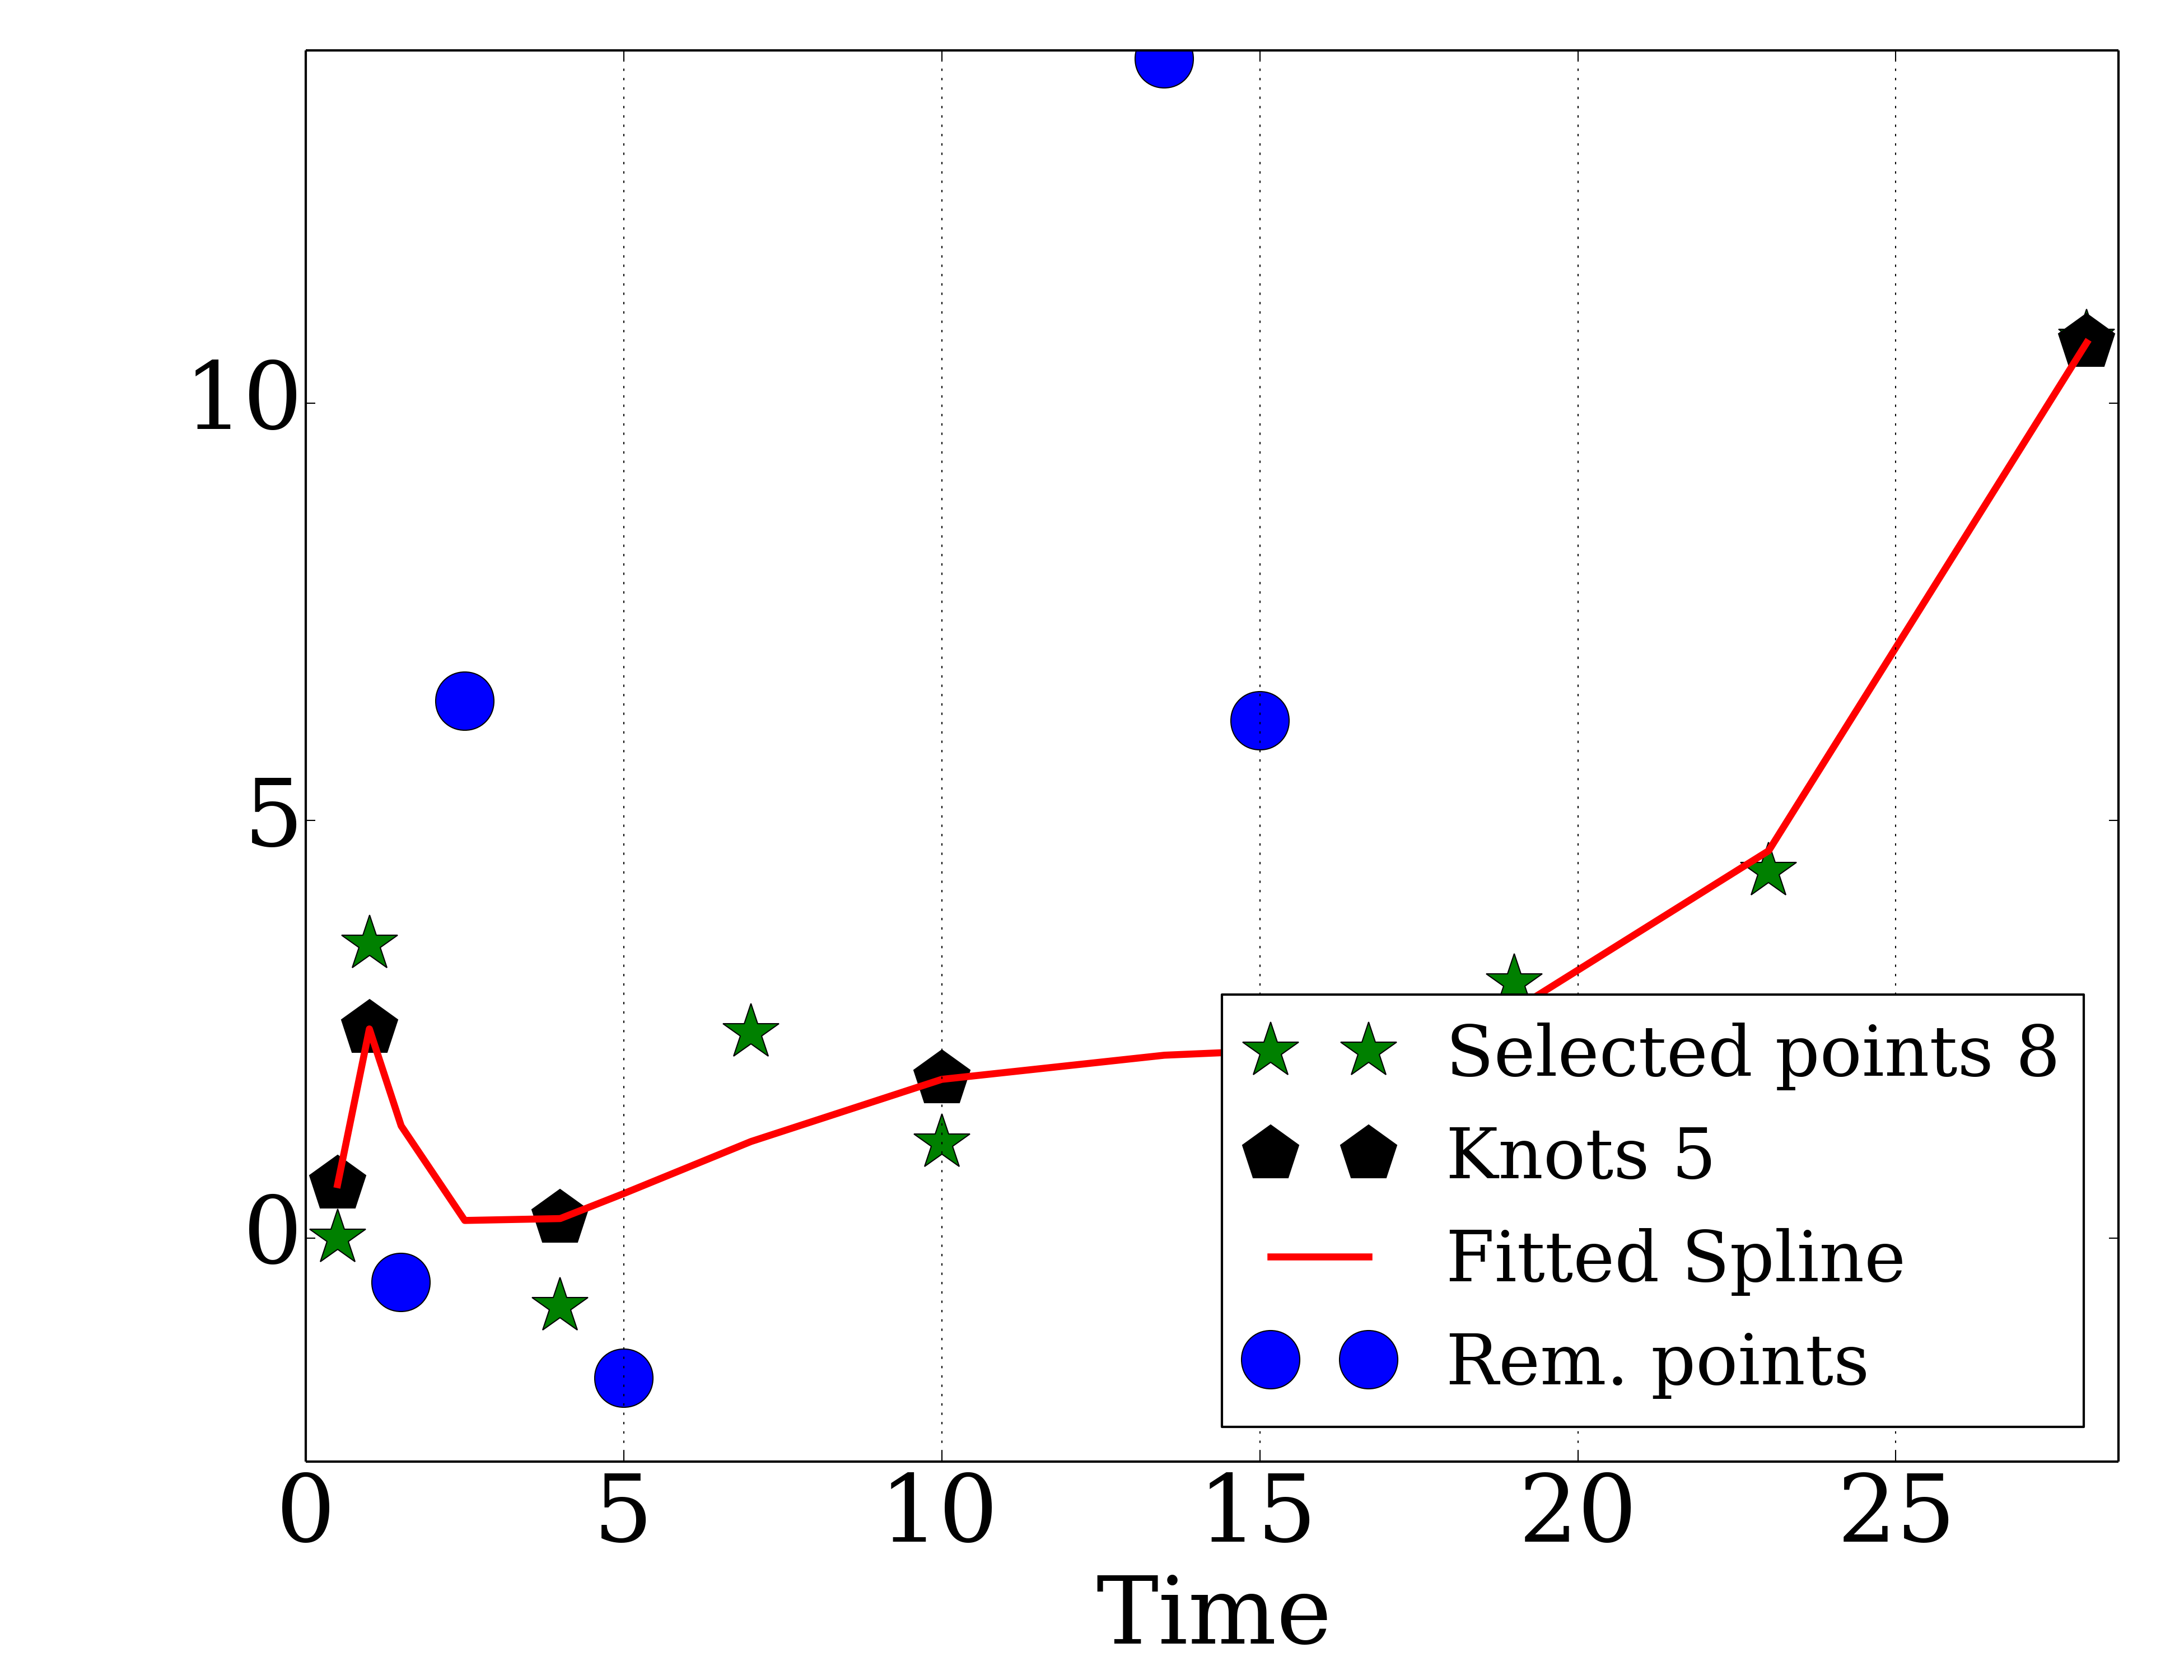 10
5
0
Selected points 8
Knots 5
Fitted Spline
Rem. points
0 5 10 15 20 25
Time